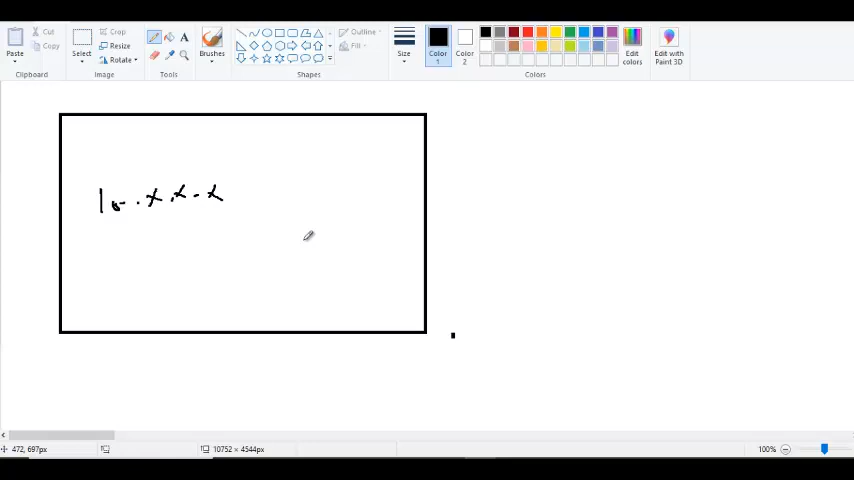 Cut
Copy
Paste
Clipboard
Crop
Resize
Rotate
Select
Image
Tools
Brushes
Outline
Fill
Shapes
Size
Color 1
Color 2
Edit colors
Edit with Paint 3D
Colors
10.x.x.x
472, 697px
10752 × 4544px
100%